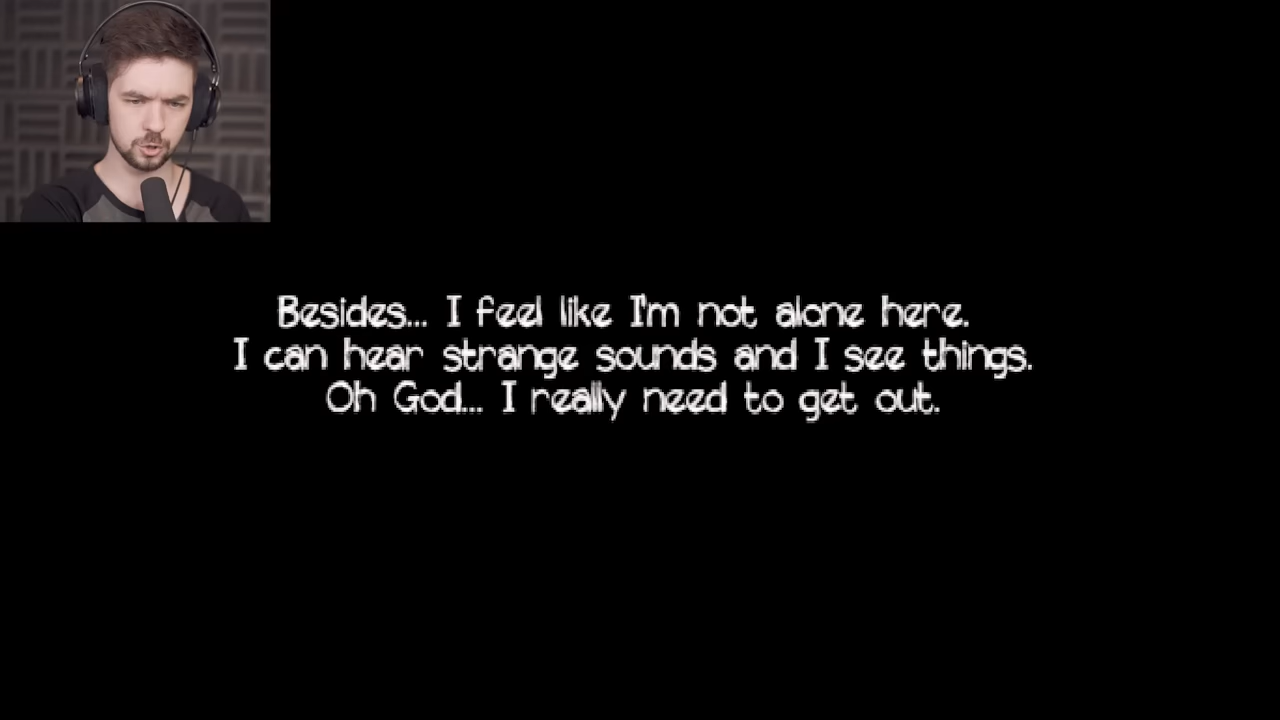 Besides... I feel like I'm not alone here.
I can hear strange sounds and I see things.
Oh God... I really need to get out.